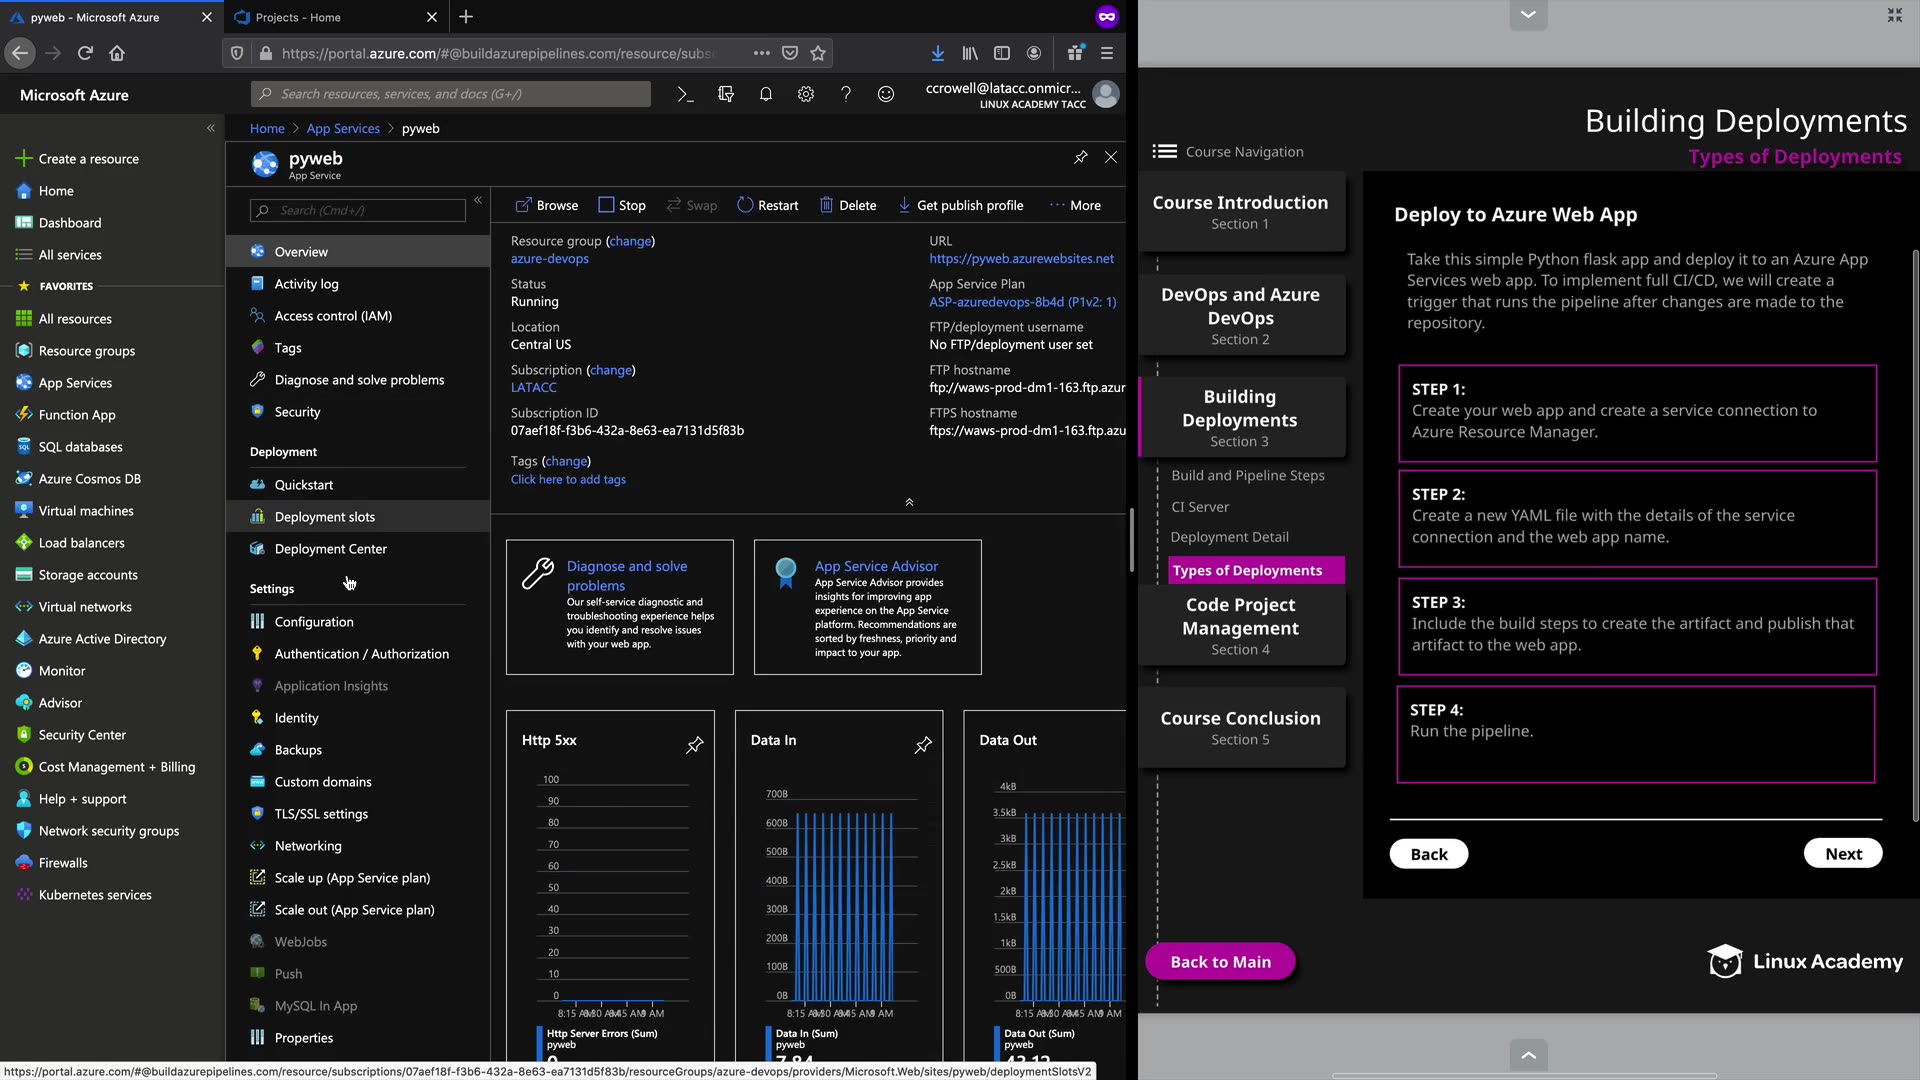 pyweb - Microsoft Azure
Projects - Home
https://portal.azure.com/#@buildazurepipelines.com/resource/subs
Microsoft Azure
Search resources, services, and docs (G+/)
ccrowell@latacc.onmicr...
LINUX ACADEMY TACC
Create a resource
Home
Dashboard
All services
FAVORITES
All resources
Resource groups
App Services
Function App
SQL databases
Azure Cosmos DB
Virtual machines
Load balancers
Storage accounts
Virtual networks
Azure Active Directory
Monitor
Advisor
Security Center
Cost Management + Billing
Help + support
Network security groups
Firewalls
Kubernetes services
Home > App Services > pyweb
pyweb
App Service
Search (Cmd+/)
Overview
Activity log
Access control (IAM)
Tags
Diagnose and solve problems
Security
Deployment
Quickstart
Deployment slots
Deployment Center
Settings
Configuration
Authentication / Authorization
Application Insights
Identity
Backups
Custom domains
TLS/SSL settings
Networking
Scale up (App Service plan)
Scale out (App Service plan)
WebJobs
Push
MySQL In App
Properties
Browse
Stop
Swap
Restart
Delete
Get publish profile
More
Resource group (change)
azure-devops
Status
Running
Location
Central US
Subscription (change)
LATACC
Subscription ID
07aef18f-f3b6-432a-8e63-ea7131d5f83b
Tags (change)
Click here to add tags
URL
https://pyweb.azurewebsites.net
App Service Plan
ASP-azuredevops-8b4d (P1v2: 1)
FTP/deployment username
No FTP/deployment user set
FTP hostname
ftp://waws-prod-dm1-163.ftp.azur
FTPS hostname
ftps://waws-prod-dm1-163.ftp.azu
Diagnose and solve
problems
Our self-service diagnostic and
troubleshooting experience helps
you identify and resolve issues
with your web app.
App Service Advisor
App Service Advisor provides
insights for improving app
experience on the App Service
platform. Recommendations are
sorted by freshness, priority and
impact to your app.
Http 5xx
100
90
80
70
60
50
40
30
20
10
0
8:15 AM
8:45 AM
9 AM
Http Server Errors (Sum)
pyweb
0
Data In
700B
600B
500B
400B
300B
200B
100B
0B
8:15 AM
8:45 AM
9 AM
Data In (Sum)
pyweb
7.84
Data Out
4kB
3.5kB
3kB
2.5kB
2kB
1.5kB
1kB
500B
0B
8:15 AM
8:45 AM
9 AM
Data Out (Sum)
pyweb
43.12
https://portal.azure.com/#@buildazurepipelines.com/resource/subscriptions/07aef18f-f3b6-432a-8e63-ea7131d5f83b/resourceGroups/azure-devops/providers/Microsoft.Web/sites/pyweb/deploymentSlotsV2
Building Deployments
Types of Deployments
Course Navigation
Course Introduction
Section 1
DevOps and Azure
DevOps
Section 2
Building
Deployments
Section 3
Build and Pipeline Steps
CI Server
Deployment Detail
Types of Deployments
Code Project
Management
Section 4
Course Conclusion
Section 5
Back to Main
Deploy to Azure Web App
Take this simple Python flask app and deploy it to an Azure App
Services web app. To implement full CI/CD, we will create a
trigger that runs the pipeline after changes are made to the
repository.
STEP 1:
Create your web app and create a service connection to
Azure Resource Manager.
STEP 2:
Create a new YAML file with the details of the service
connection and the web app name.
STEP 3:
Include the build steps to create the artifact and publish that
artifact to the web app.
STEP 4:
Run the pipeline.
Back
Next
Linux Academy